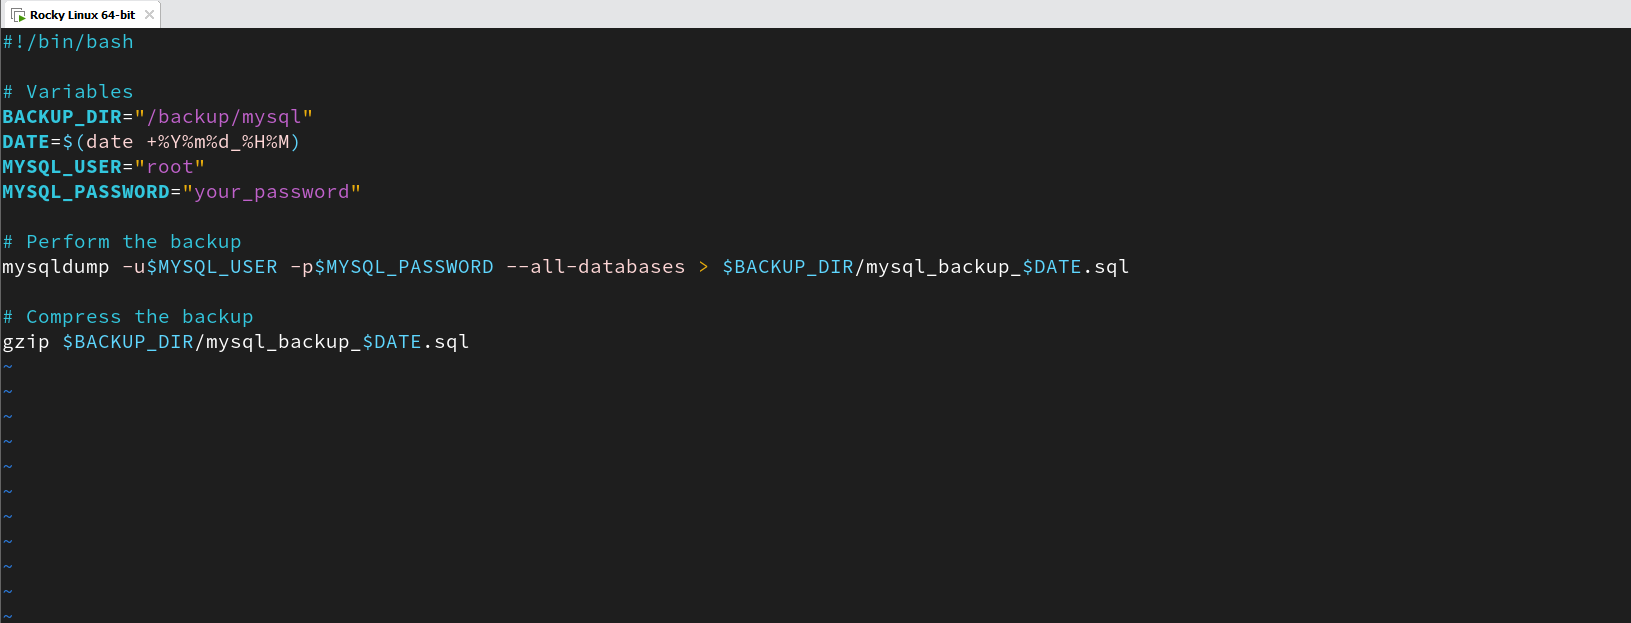 Rocky Linux 64-bit
#!/bin/bash
# Variables
BACKUP_DIR="/backup/mysql"
DATE=$(date +%Y%m%d_%H%M)
MYSQL_USER="root"
MYSQL_PASSWORD="your_password"
# Perform the backup
mysqldump -u$MYSQL_USER -p$MYSQL_PASSWORD --all-databases > $BACKUP_DIR/mysql_backup_$DATE.sql
# Compress the backup
gzip $BACKUP_DIR/mysql_backup_$DATE.sql
~
~
~
~
~
~
~
~
~
~
~